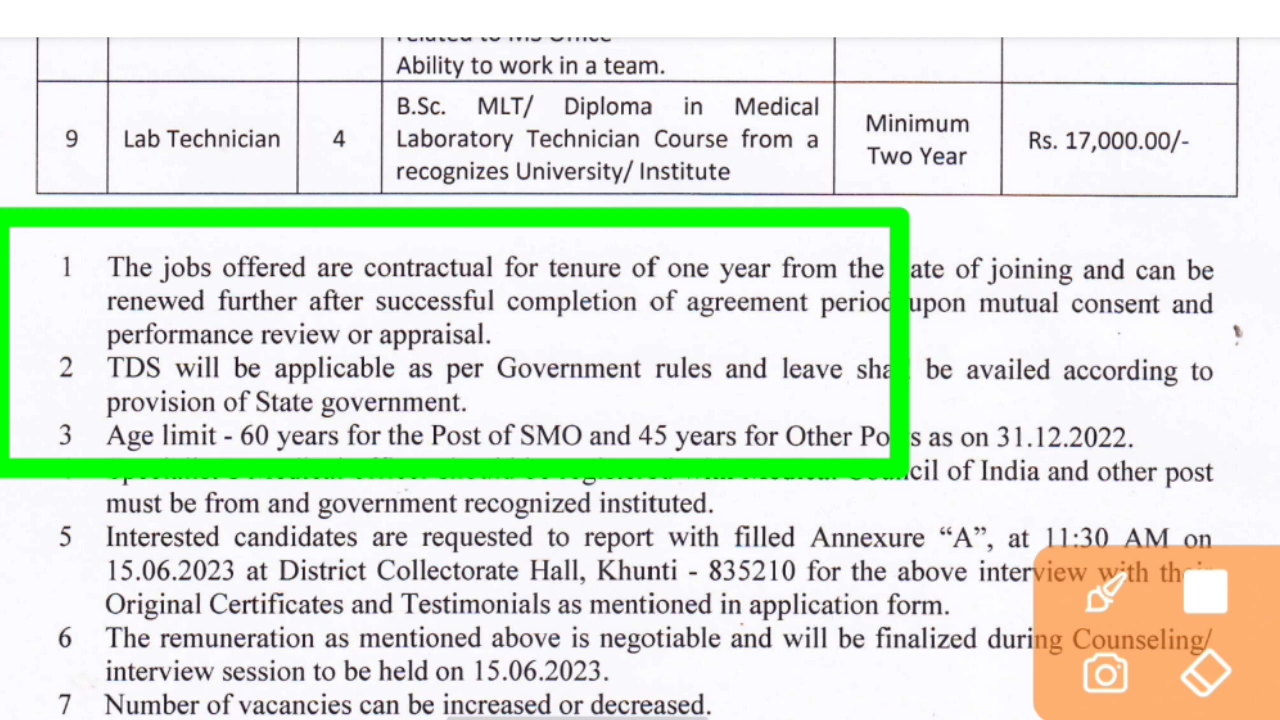 related to MS Office
Ability to work in a team.
9 Lab Technician 4 B.Sc. MLT/ Diploma in Medical Laboratory Technician Course from a recognizes University/ Institute Minimum Two Year Rs. 17,000.00/-
1 The jobs offered are contractual for tenure of one year from the ate of joining and can be
renewed further after successful completion of agreement period upon mutual consent and
performance review or appraisal.
2 TDS will be applicable as per Government rules and leave sha be availed according to
provision of State government.
3 Age limit - 60 years for the Post of SMO and 45 years for Other Po s as on 31.12.2022.
cil of India and other post
must be from and government recognized instituted.
5 Interested candidates are requested to report with filled Annexure “A”, at 11:30 AM on
15.06.2023 at District Collectorate Hall, Khunti - 835210 for the above interview with their
Original Certificates and Testimonials as mentioned in application form.
6 The remuneration as mentioned above is negotiable and will be finalized during Counseling/
interview session to be held on 15.06.2023.
7 Number of vacancies can be increased or decreased.